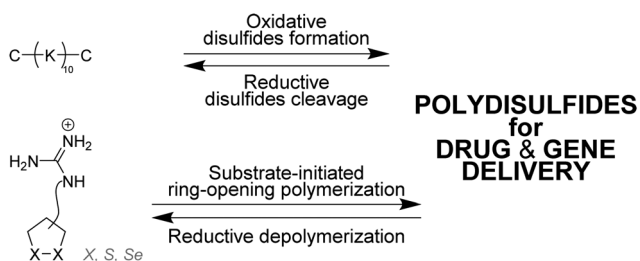 Oxidative
disulfides formation
C-(K)10-C
Reductive
disulfides cleavage
POLYDISULFIDES
for
DRUG & GENE
DELIVERY
⊕
NH2
H2N
NH
Substrate-initiated
ring-opening polymerization
Reductive depolymerization
X-X X. S, Se